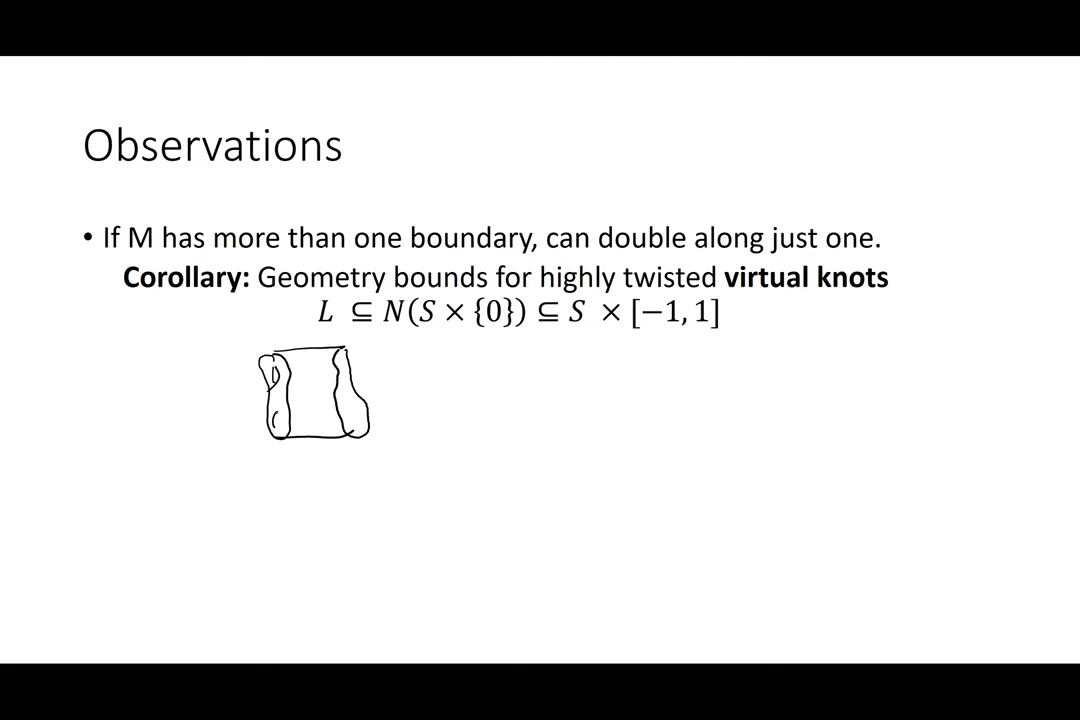 Observations
• If M has more than one boundary, can double along just one.
Corollary: Geometry bounds for highly twisted virtual knots
L ⊆ N(S × {0}) ⊆ S × [−1, 1]